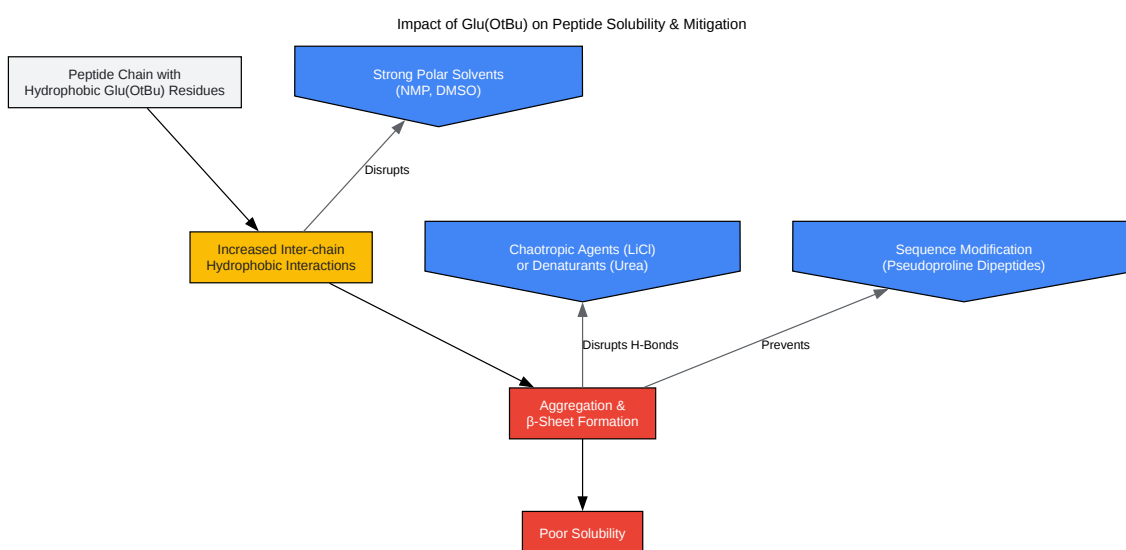 Impact of Glu(OtBu) on Peptide Solubility & Mitigation
Peptide Chain with
Hydrophobic Glu(OtBu) Residues
Strong Polar Solvents
(NMP, DMSO)
Disrupts
Increased Inter-chain
Hydrophobic Interactions
Chaotropic Agents (LiCl)
or Denaturants (Urea)
Sequence Modification
(Pseudoproline Dipeptides)
Disrupts H-Bonds
Prevents
Aggregation &
β-Sheet Formation
Poor Solubility